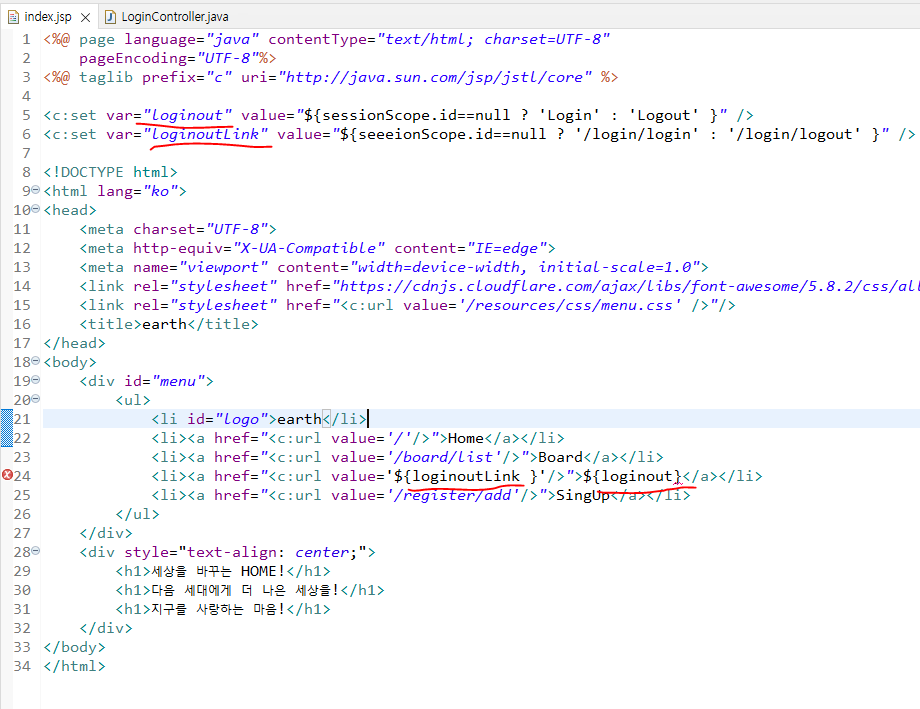 index.jsp LoginController.java
1 <%@ page language="java" contentType="text/html; charset=UTF-8"
2     pageEncoding="UTF-8"%>
3 <%@ taglib prefix="c" uri="http://java.sun.com/jsp/jstl/core" %>
4
5 <c:set var="loginout" value="${sessionScope.id==null ? 'Login' : 'Logout' }" />
6 <c:set var="loginoutLink" value="${seeeionScope.id==null ? '/login/login' : '/login/logout' }" />
7
8 <!DOCTYPE html>
9 <html lang="ko">
10 <head>
11     <meta charset="UTF-8">
12     <meta http-equiv="X-UA-Compatible" content="IE=edge">
13     <meta name="viewport" content="width=device-width, initial-scale=1.0">
14     <link rel="stylesheet" href="https://cdnjs.cloudflare.com/ajax/libs/font-awesome/5.8.2/css/all
15     <link rel="stylesheet" href="<c:url value='/resources/css/menu.css' />"/>
16     <title>earth</title>
17 </head>
18 <body>
19     <div id="menu">
20         <ul>
21             <li id="logo">earth</li>
22             <li><a href="<c:url value='/'/>">Home</a></li>
23             <li><a href="<c:url value='/board/list'/>">Board</a></li>
24             <li><a href="<c:url value='${loginoutLink }'/>">${loginout}</a></li>
25             <li><a href="<c:url value='/register/add'/>">SingUp</a></li>
26         </ul>
27     </div>
28     <div style="text-align: center;">
29         <h1>세상을 바꾸는 HOME!</h1>
30         <h1>다음 세대에게 더 나은 세상을!</h1>
31         <h1>지구를 사랑하는 마음!</h1>
32     </div>
33 </body>
34 </html>